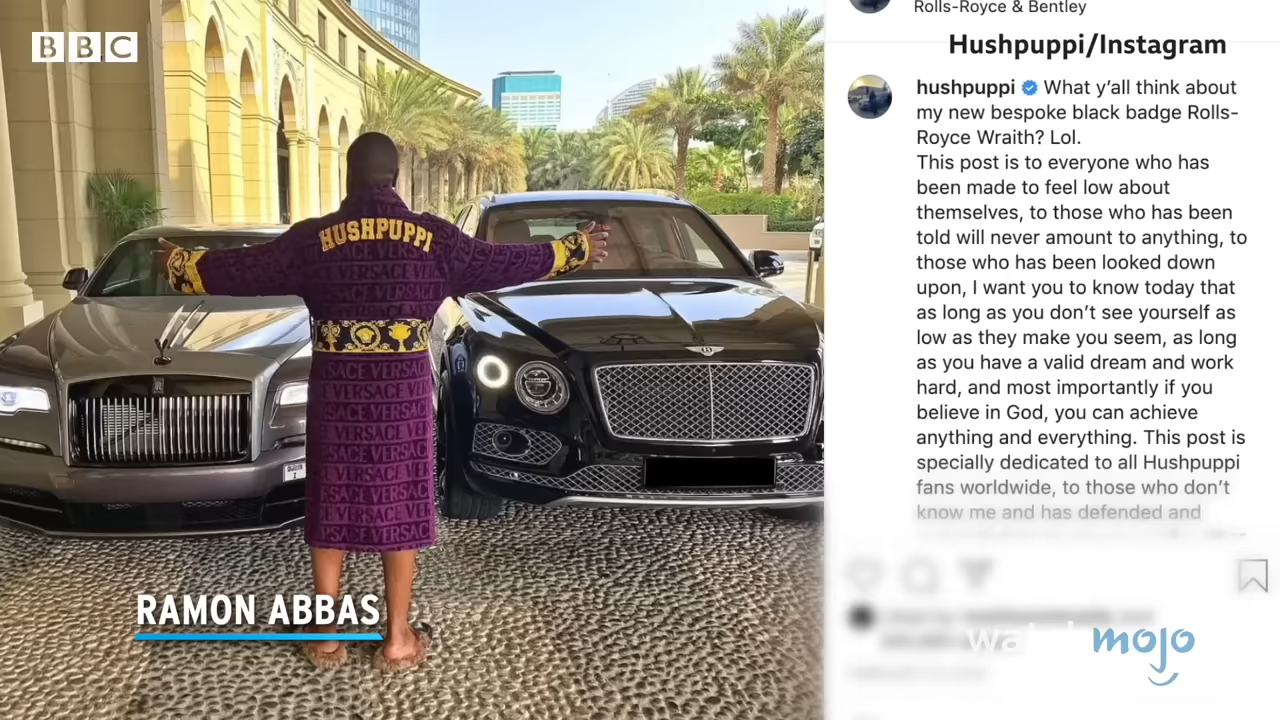 BBC
HUSHPUPPI
RAMON ABBAS
Rolls-Royce & Bentley
Hushpuppi/Instagram
hushpuppi What y’all think about
my new bespoke black badge Rolls-
Royce Wraith? Lol.
This post is to everyone who has
been made to feel low about
themselves, to those who has been
told will never amount to anything, to
those who has been looked down
upon, I want you to know today that
as long as you don’t see yourself as
low as they make you seem, as long
as you have a valid dream and work
hard, and most importantly if you
believe in God, you can achieve
anything and everything. This post is
specially dedicated to all Hushpuppi
fans worldwide, to those who don’t
know me and has defended and
mojo